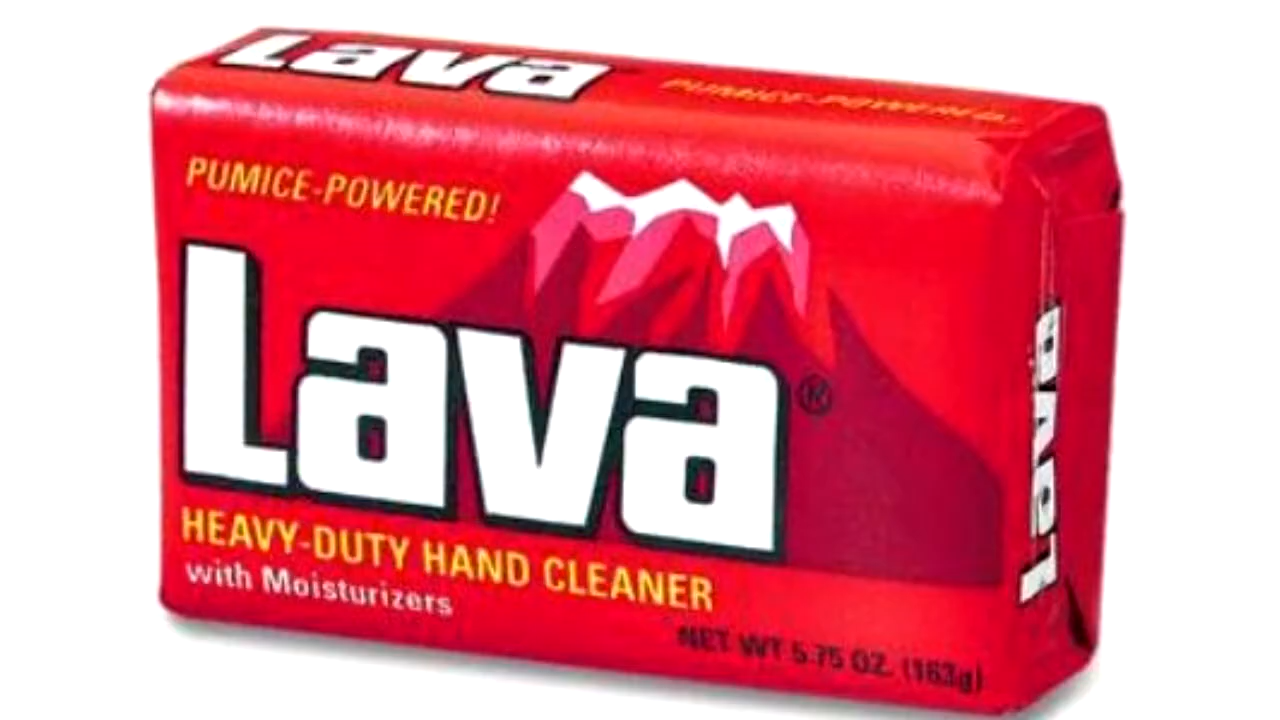 Lava
PUMICE-POWERED!
PUMICE-POWERED!
Lava®
HEAVY-DUTY HAND CLEANER
with Moisturizers
NET WT 5.75 OZ. (163g)
Lava